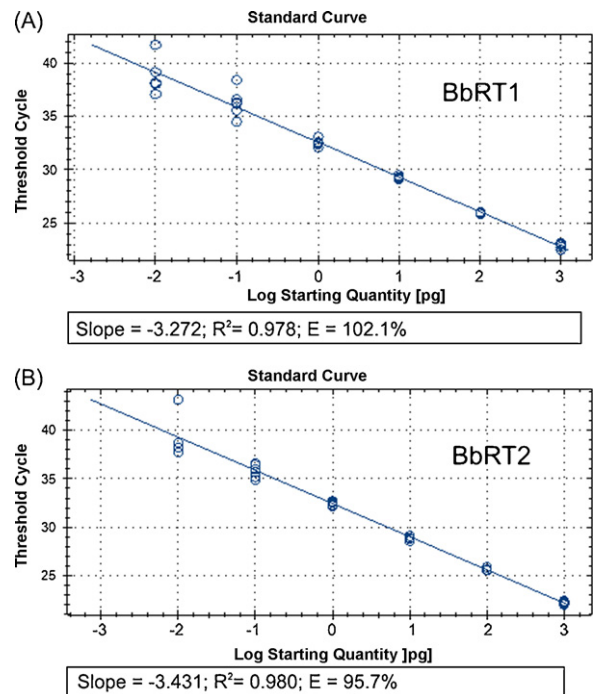 (A)
Standard Curve
Threshold Cycle
40
35
30
25
BbRT1
-3 -2 -1 0 1 2 3
Log Starting Quantity [pg]
Slope = -3.272; R²= 0.978; E = 102.1%
(B)
Standard Curve
Threshold Cycle
40
35
30
25
BbRT2
-3 -2 -1 0 1 2 3
Log Starting Quantity ]pg]
Slope = -3.431; R²= 0.980; E = 95.7%